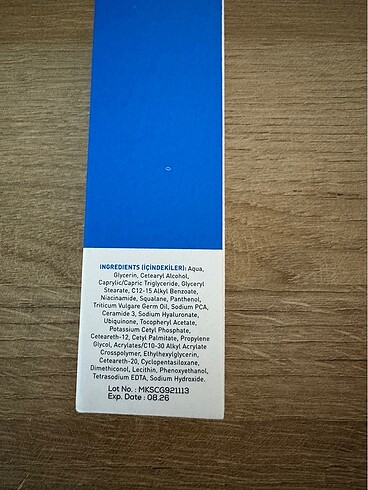 INGREDIENTS (İÇİNDEKİLER): Aqua,
Glycerin, Cetearyl Alcohol,
Caprylic/Capric Triglyceride, Glyceryl
Stearate, C12-15 Alkyl Benzoate,
Niacinamide, Squalane, Panthenol,
Triticum Vulgare Germ Oil, Sodium PCA,
Ceramide 3, Sodium Hyaluronate,
Ubiquinone, Tocopheryl Acetate,
Potassium Cetyl Phosphate,
Ceteareth-12, Cetyl Palmitate, Propylene
Glycol, Acrylates/C10-30 Alkyl Acrylate
Crosspolymer, Ethylhexylglycerin,
Ceteareth-20, Cyclopentasiloxane,
Dimethiconol, Lecithin, Phenoxyethanol,
Tetrasodium EDTA, Sodium Hydroxide.
Lot No. : MKSCG921113
Exp. Date : 08.26